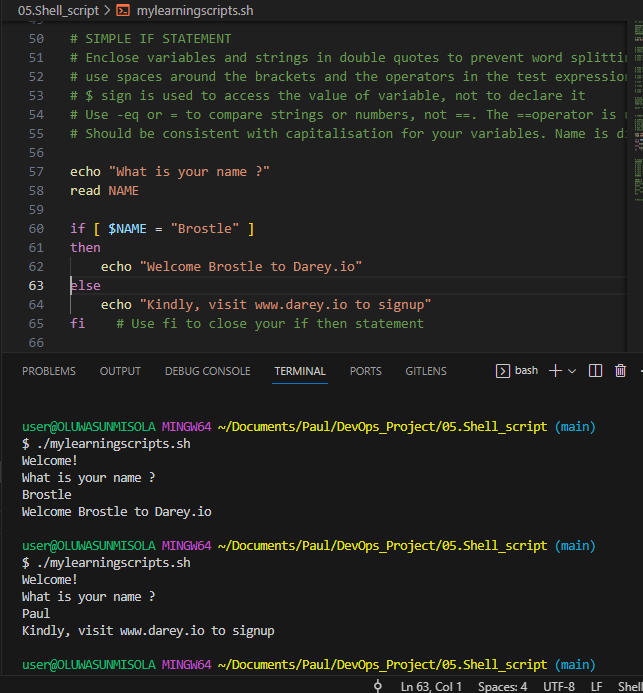 05.Shell_script > mylearningscripts.sh
50 # SIMPLE IF STATEMENT
51 # Enclose variables and strings in double quotes to prevent word
52 # use spaces around the brackets and the operators in the test
53 # $ sign is used to access the value of variable, not to declare it
54 # Use -eq or = to compare strings or numbers, not ==. The ==operator is
55 # Should be consistent with capitalisation for your variables. Name is
56
57 echo "What is your name ?"
58 read NAME
59
60 if [ $NAME = "Brostle" ]
61 then
62 echo "Welcome Brostle to Darey.io"
63 else
64 echo "Kindly, visit www.darey.io to signup"
65 fi # Use fi to close your if then statement
66
PROBLEMS OUTPUT DEBUG CONSOLE TERMINAL PORTS GITLENS bash
user@OLUWASUNMISOLA MINGW64 ~/Documents/Paul/DevOps_Project/05.Shell_script (main)
$ ./mylearningscripts.sh
Welcome!
What is your name ?
Brostle
Welcome Brostle to Darey.io
user@OLUWASUNMISOLA MINGW64 ~/Documents/Paul/DevOps_Project/05.Shell_script (main)
$ ./mylearningscripts.sh
Welcome!
What is your name ?
Paul
Kindly, visit www.darey.io to signup
user@OLUWASUNMISOLA MINGW64 ~/Documents/Paul/DevOps_Project/05.Shell_script (main)
Ln 63, Col 1 Spaces: 4 UTF-8 LF